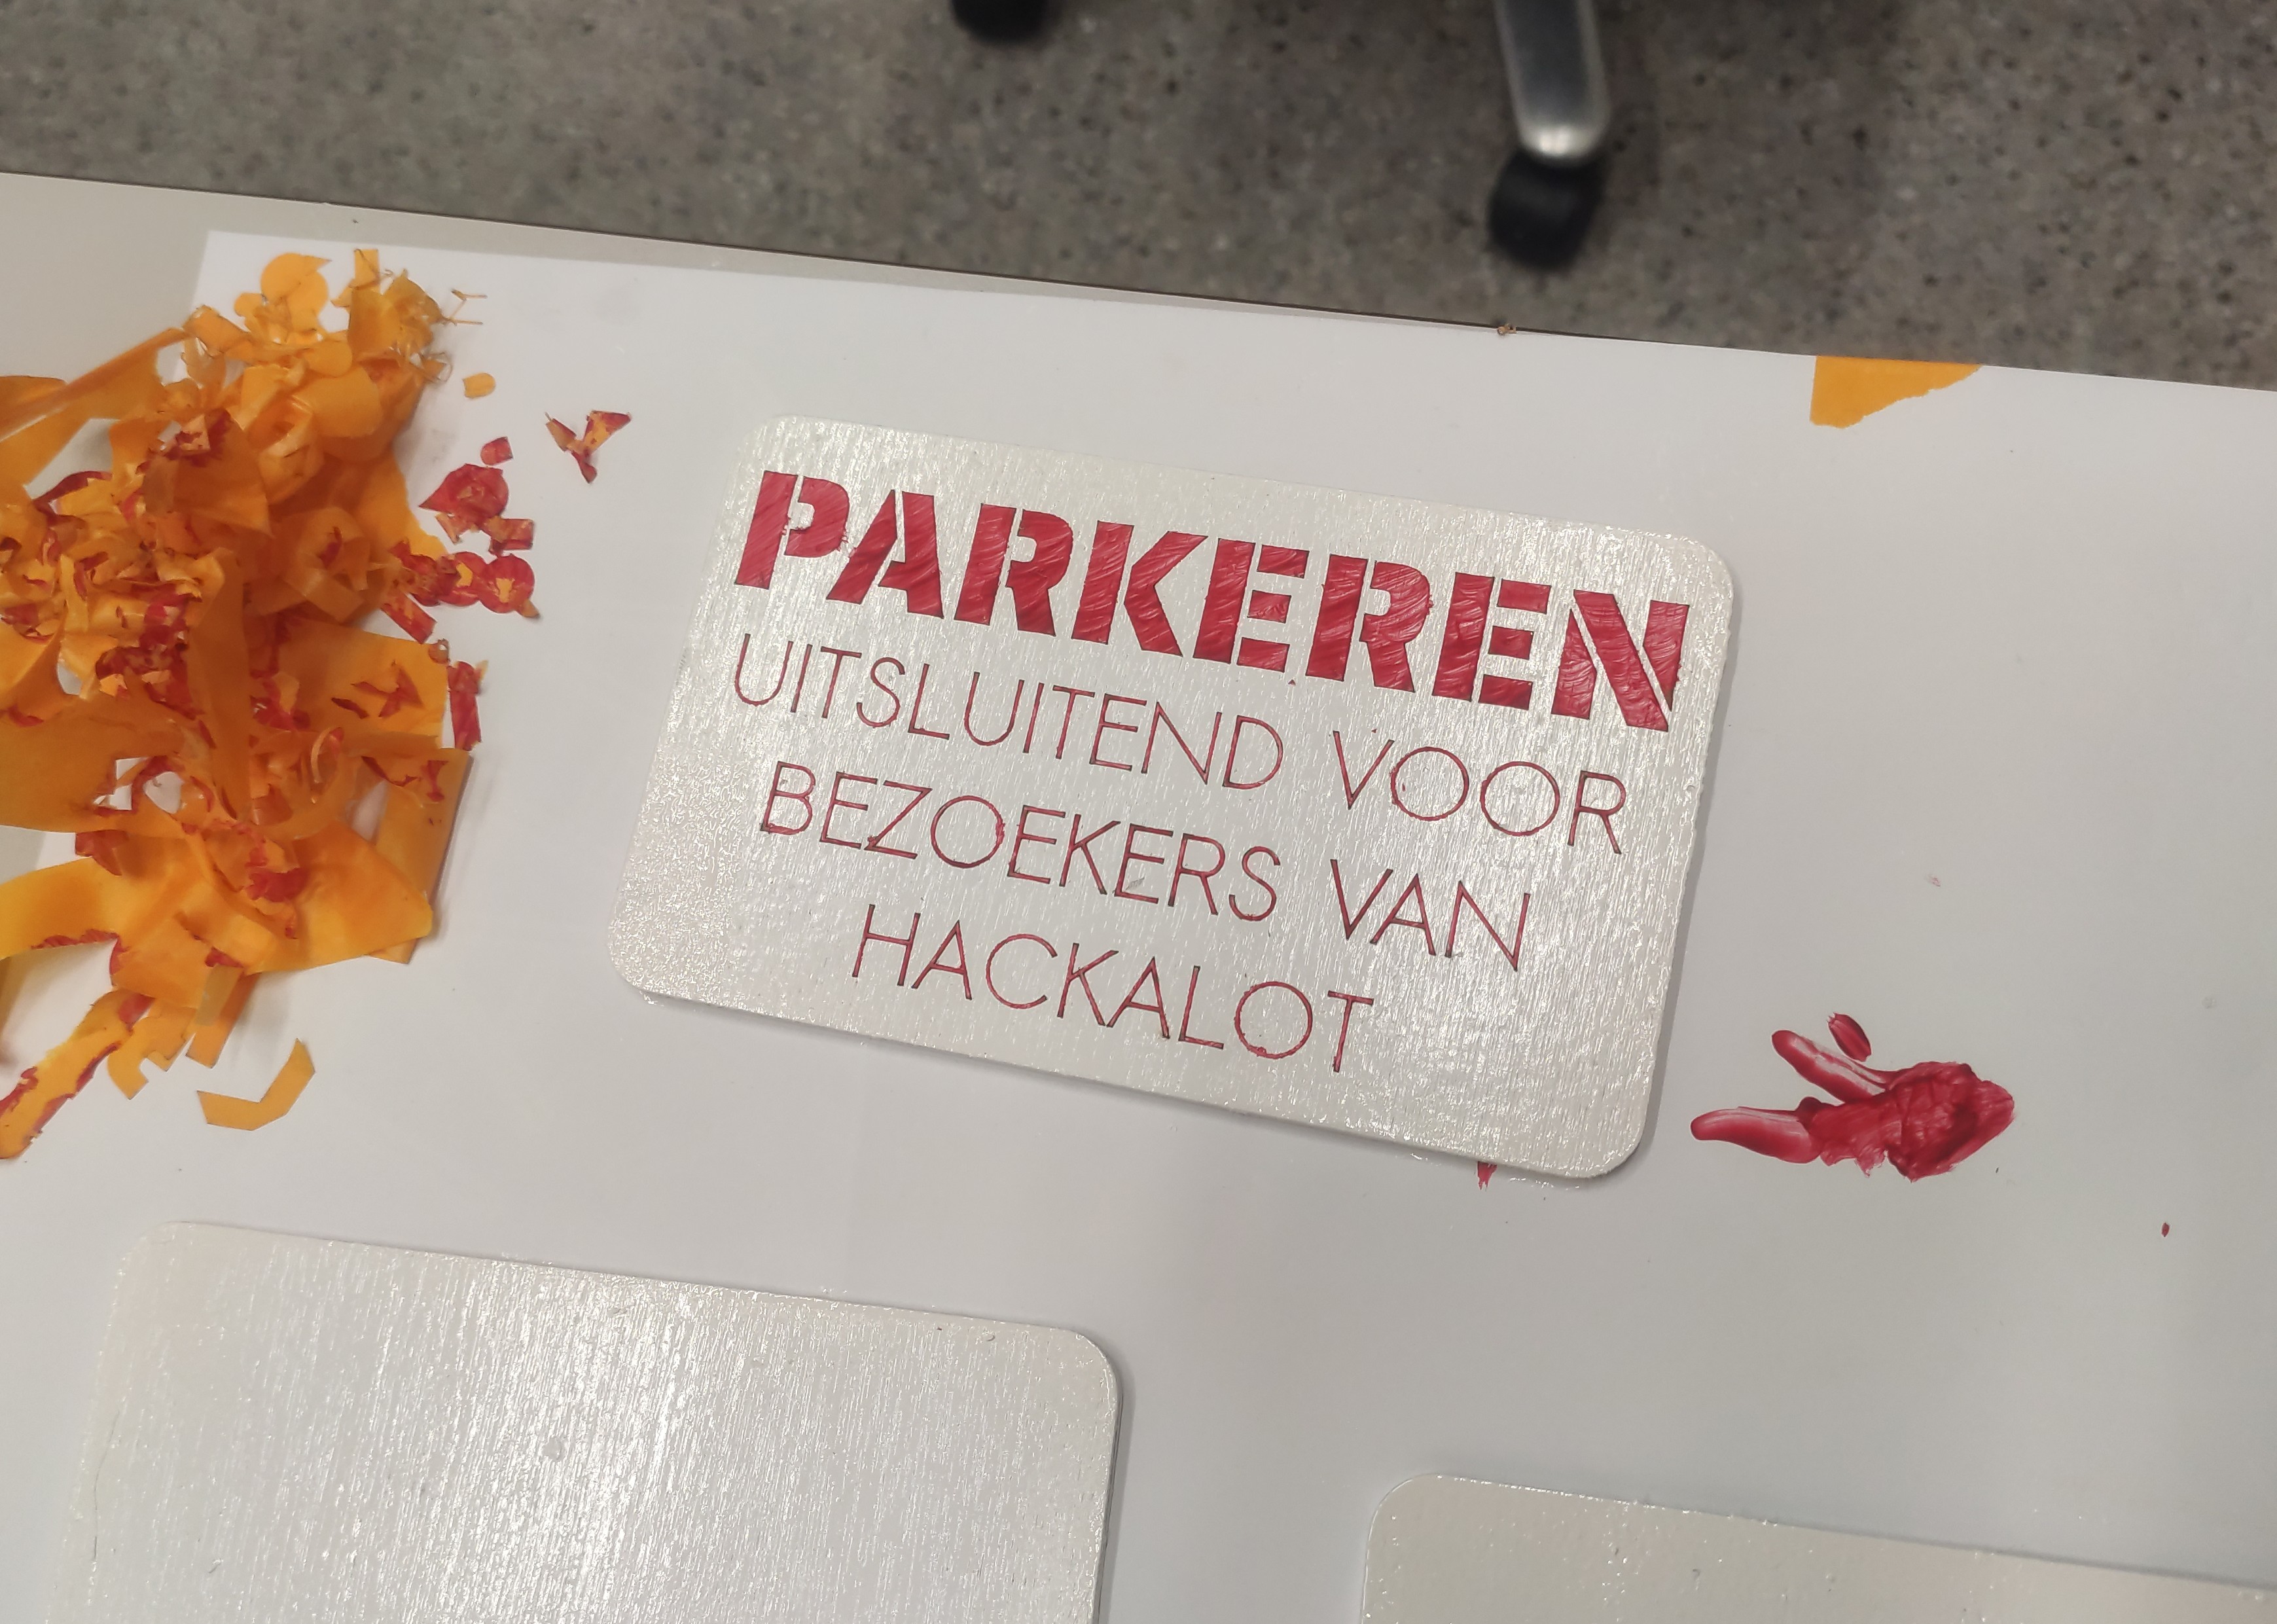 PARKEREN
UITSLUITEND VOOR
BEZOEKERS VAN
HACKALOT